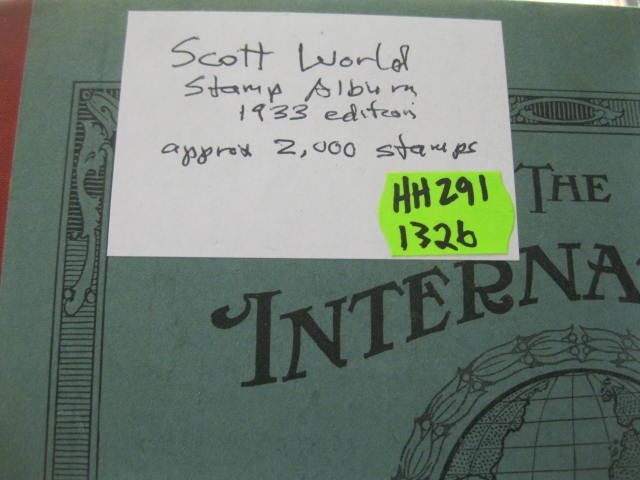 Scott World
Stamp Album
1933 edition
approx 2,000 stamps
HH291
1326
THE
INTERNA